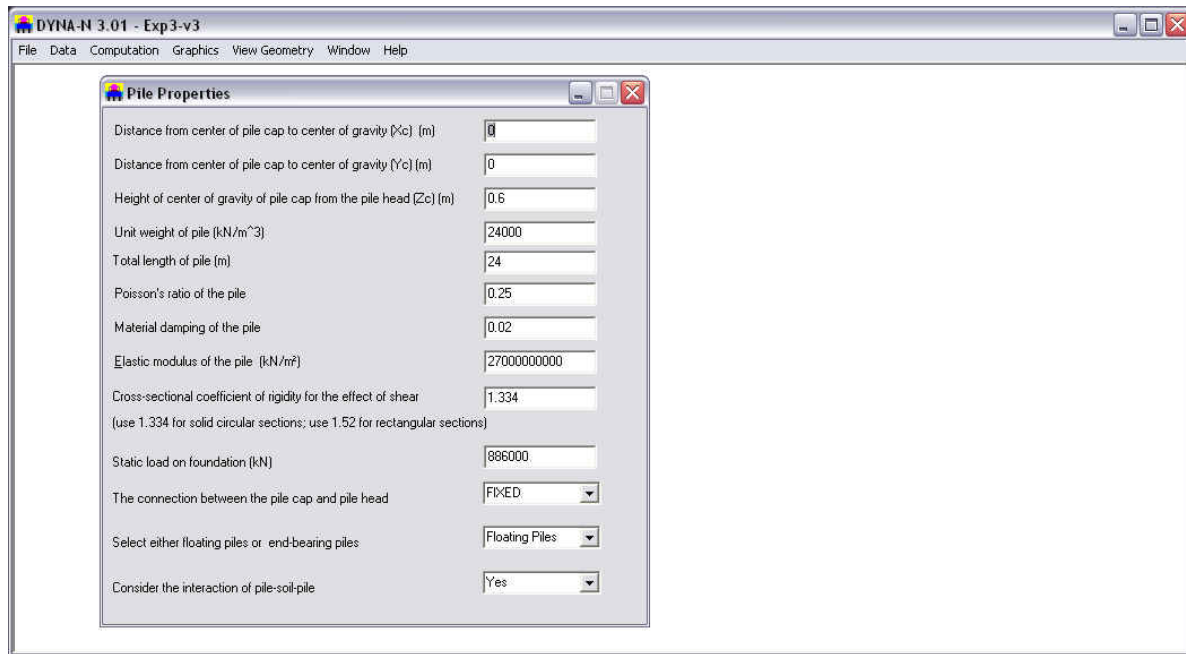 DYNA-N 3.01 - Exp3-v3
File Data Computation Graphics View Geometry Window Help
Pile Properties
Distance from center of pile cap to center of gravity (Xc) (m) 0
Distance from center of pile cap to center of gravity (Yc) (m) 0
Height of center of gravity of pile cap from the pile head (Zc) (m) 0.6
Unit weight of pile (kN/m^3) 24000
Total length of pile (m) 24
Poisson's ratio of the pile 0.25
Material damping of the pile 0.02
Elastic modulus of the pile (kN/m²) 27000000000
Cross-sectional coefficient of rigidity for the effect of shear 1.334
(use 1.334 for solid circular sections; use 1.52 for rectangular sections)
Static load on foundation (kN) 886000
The connection between the pile cap and pile head FIXED
Select either floating piles or end-bearing piles Floating Piles
Consider the interaction of pile-soil-pile Yes